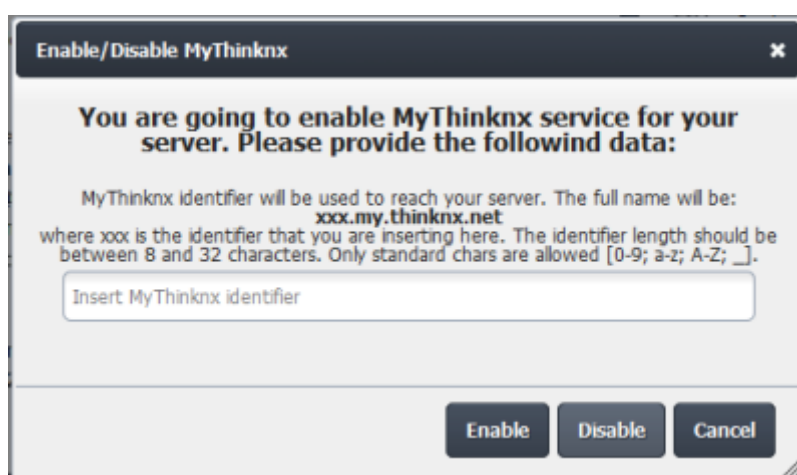 Enable/Disable MyThinknx
You are going to enable MyThinknx service for your
server. Please provide the followind data:
MyThinknx identifier will be used to reach your server. The full name will be:
xxx.my.thinknx.net
where xxx is the identifier that you are inserting here. The identifier length should be
between 8 and 32 characters. Only standard chars are allowed [0-9; a-z; A-Z; _].
Insert MyThinknx identifier
Enable Disable Cancel